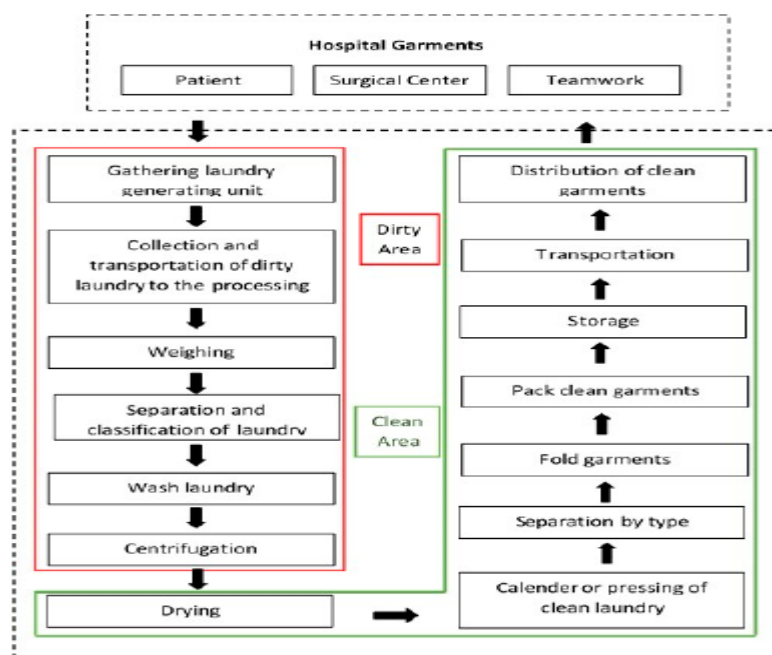 Hospital Garments
Patient
Surgical Center
Teamwork
Gathering laundry
generating unit
Collection and
transportation of dirty
laundry to the processing
Weighing
Separation and
classification of laundry
Wash laundry
Centrifugation
Drying
Dirty
Area
Clean
Area
Distribution of clean
garments
Transportation
Storage
Pack clean garments
Fold garments
Separation by type
Calender or pressing of
clean laundry